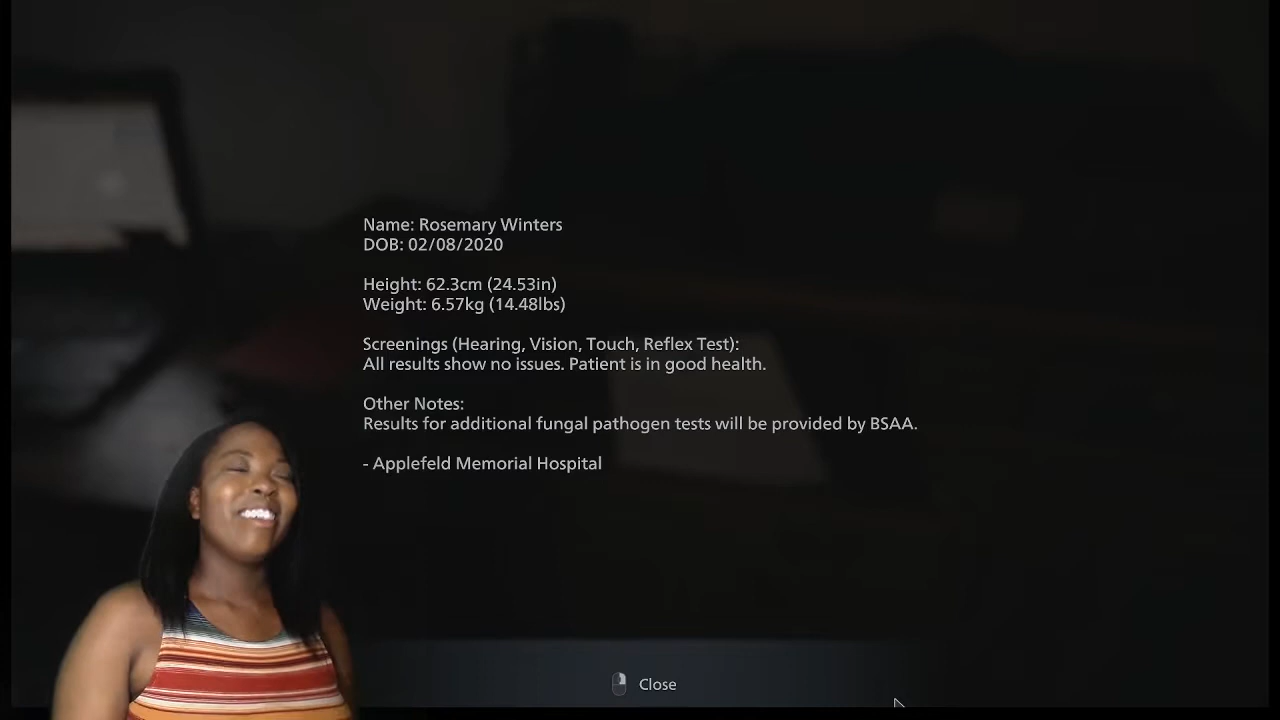 Name: Rosemary Winters
DOB: 02/08/2020
Height: 62.3cm (24.53in)
Weight: 6.57kg (14.48lbs)
Screenings (Hearing, Vision, Touch, Reflex Test):
All results show no issues. Patient is in good health.
Other Notes:
Results for additional fungal pathogen tests will be provided by BSAA.
- Applefeld Memorial Hospital
Close